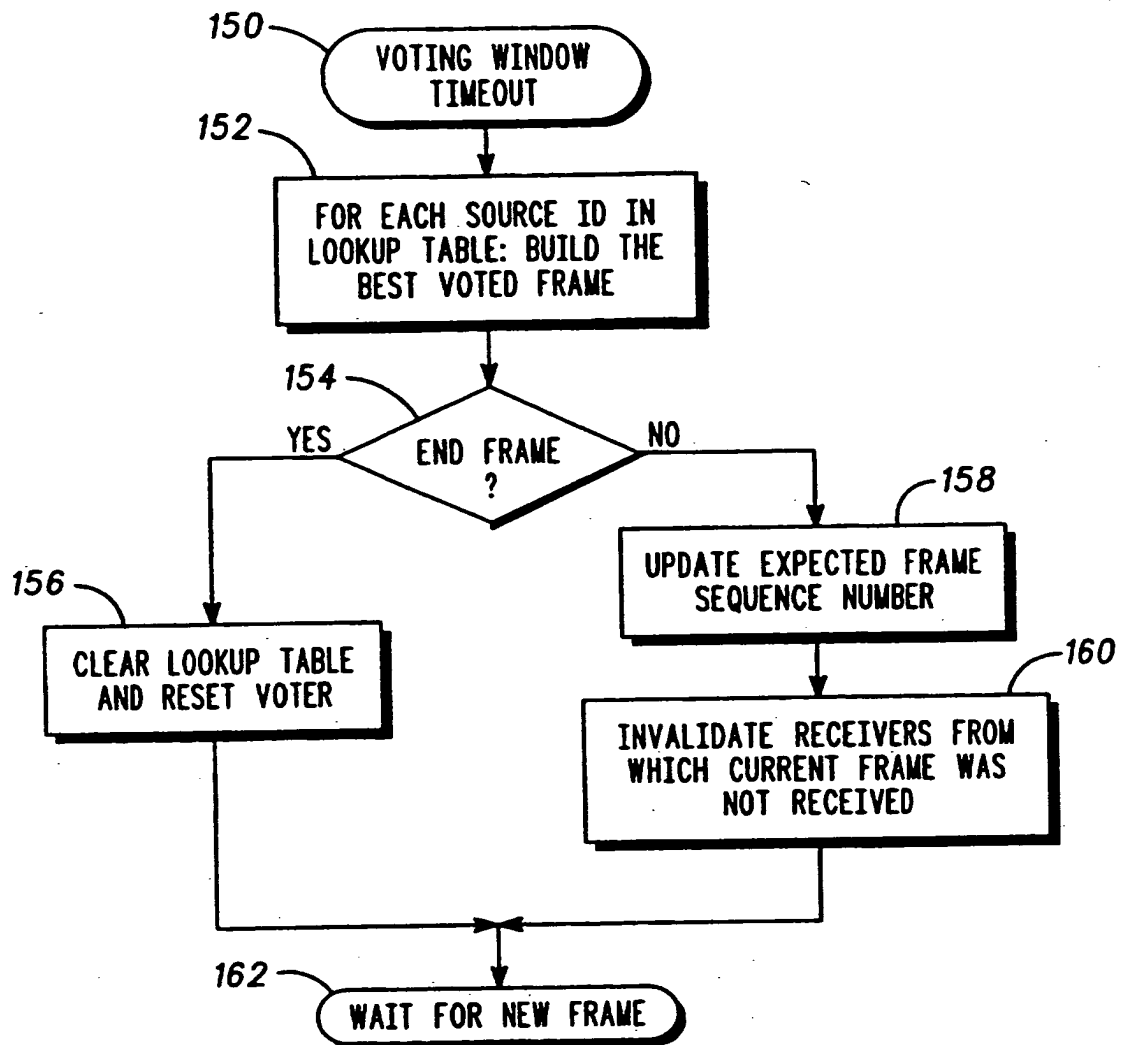 150
VOTING WINDOW
TIMEOUT
152
FOR EACH SOURCE ID IN
LOOKUP TABLE: BUILD THE
BEST VOTED FRAME
154
YES
END FRAME
?
NO
158
UPDATE EXPECTED FRAME
SEQUENCE NUMBER
156
CLEAR LOOKUP TABLE
AND RESET VOTER
160
INVALIDATE RECEIVERS FROM
WHICH CURRENT FRAME WAS
NOT RECEIVED
162
WAIT FOR NEW FRAME